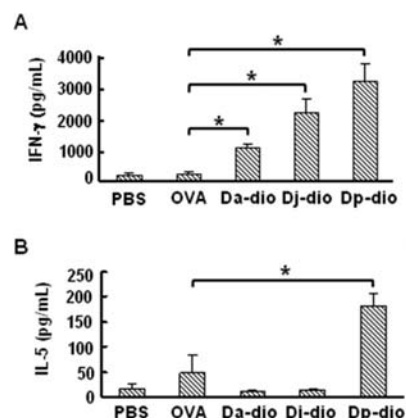 A
IFN-γ (pg/mL)
4000
3000
2000
1000
0
*
*
*
PBS OVA Da-dio Dj-dio Dp-dio
B
IL-5 (pg/mL)
250
200
150
100
50
0
*
PBS OVA Da-dio Dj-dio Dp-dio